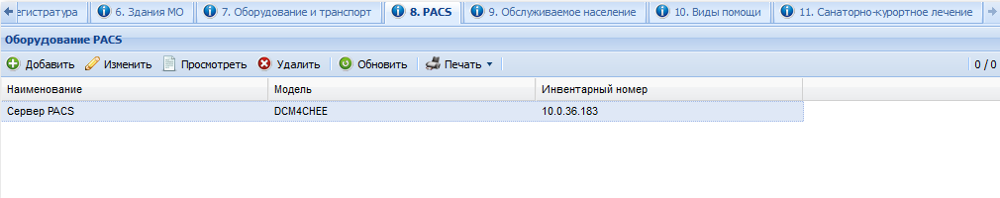 егистратура 6. Здания МО 7. Оборудование и транспорт 8. PACS 9. Обслуживаемое население 10. Виды помощи 11. Санаторно-курортное лечение
Оборудование PACS
Добавить Изменить Просмотреть Удалить Обновить Печать 0 / 0
Наименование Модель Инвентарный номер
Сервер PACS DCM4CHEE 10.0.36.183